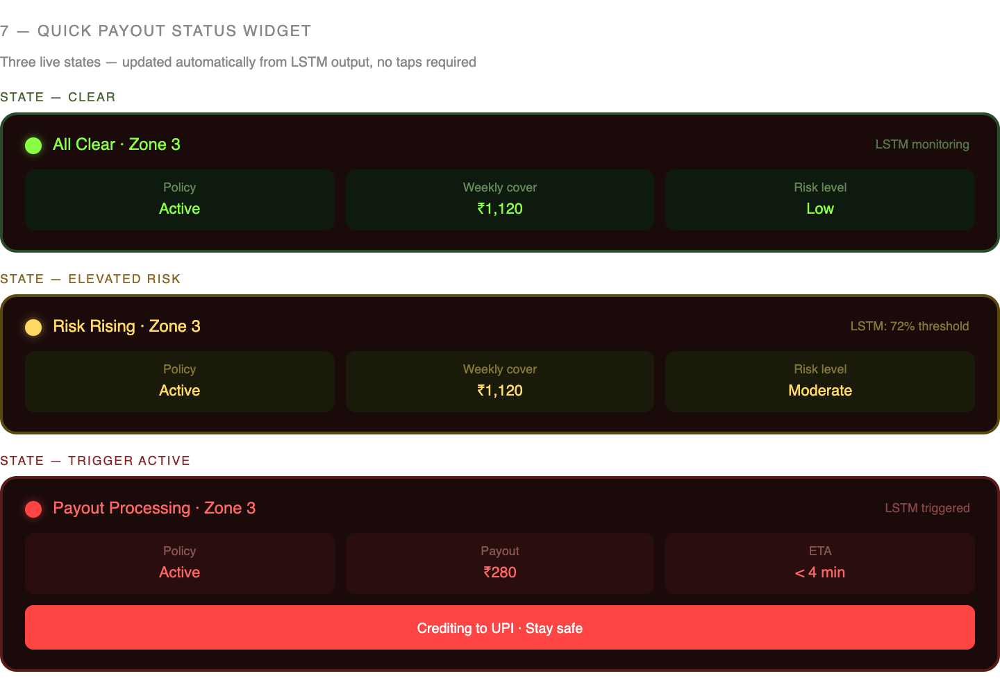 7 — QUICK PAYOUT STATUS WIDGET
Three live states — updated automatically from LSTM output, no taps required
STATE — CLEAR
All Clear · Zone 3
LSTM monitoring
Policy
Active
Weekly cover
₹1,120
Risk level
Low
STATE — ELEVATED RISK
Risk Rising · Zone 3
LSTM: 72% threshold
Policy
Active
Weekly cover
₹1,120
Risk level
Moderate
STATE — TRIGGER ACTIVE
Payout Processing · Zone 3
LSTM triggered
Policy
Active
Payout
₹280
ETA
< 4 min
Crediting to UPI · Stay safe